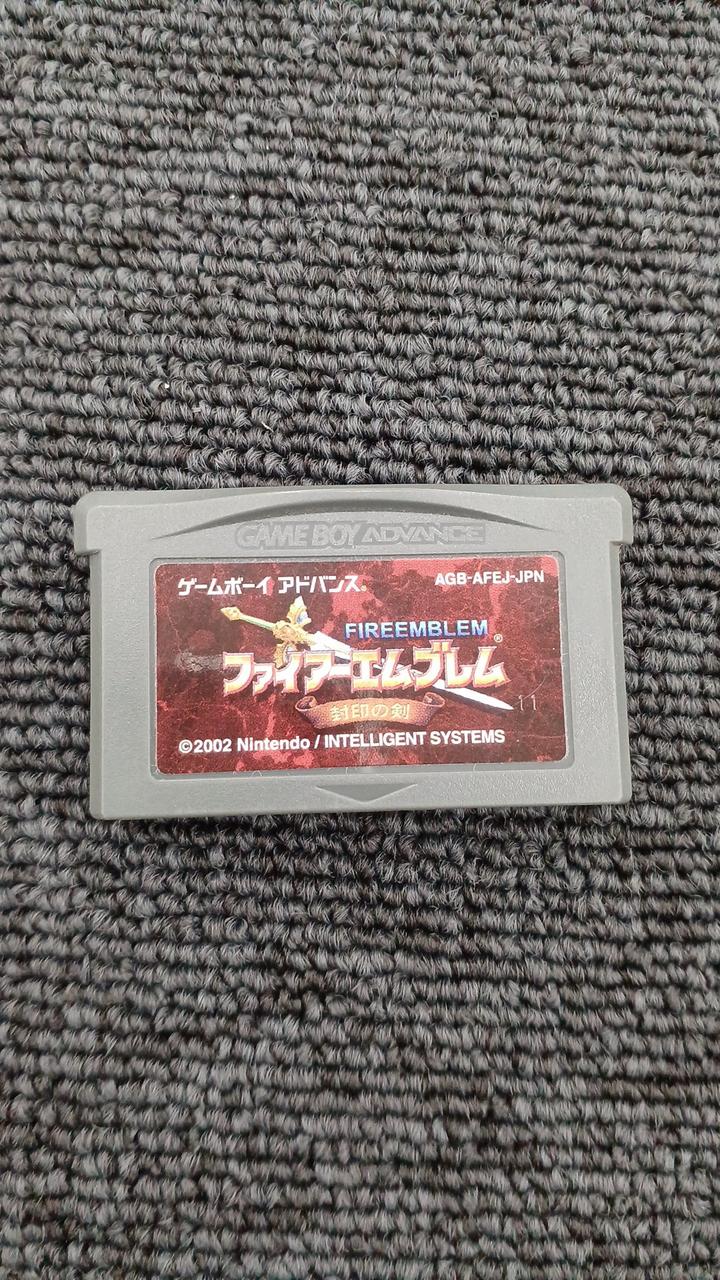 GAME BOY ADVANCE
ゲームボーイ アドバンス® AGB-AFEJ-JPN
FIREEMBLEM®
ファイアーエムブレム
封印の剣
11
©2002 Nintendo / INTELLIGENT SYSTEMS